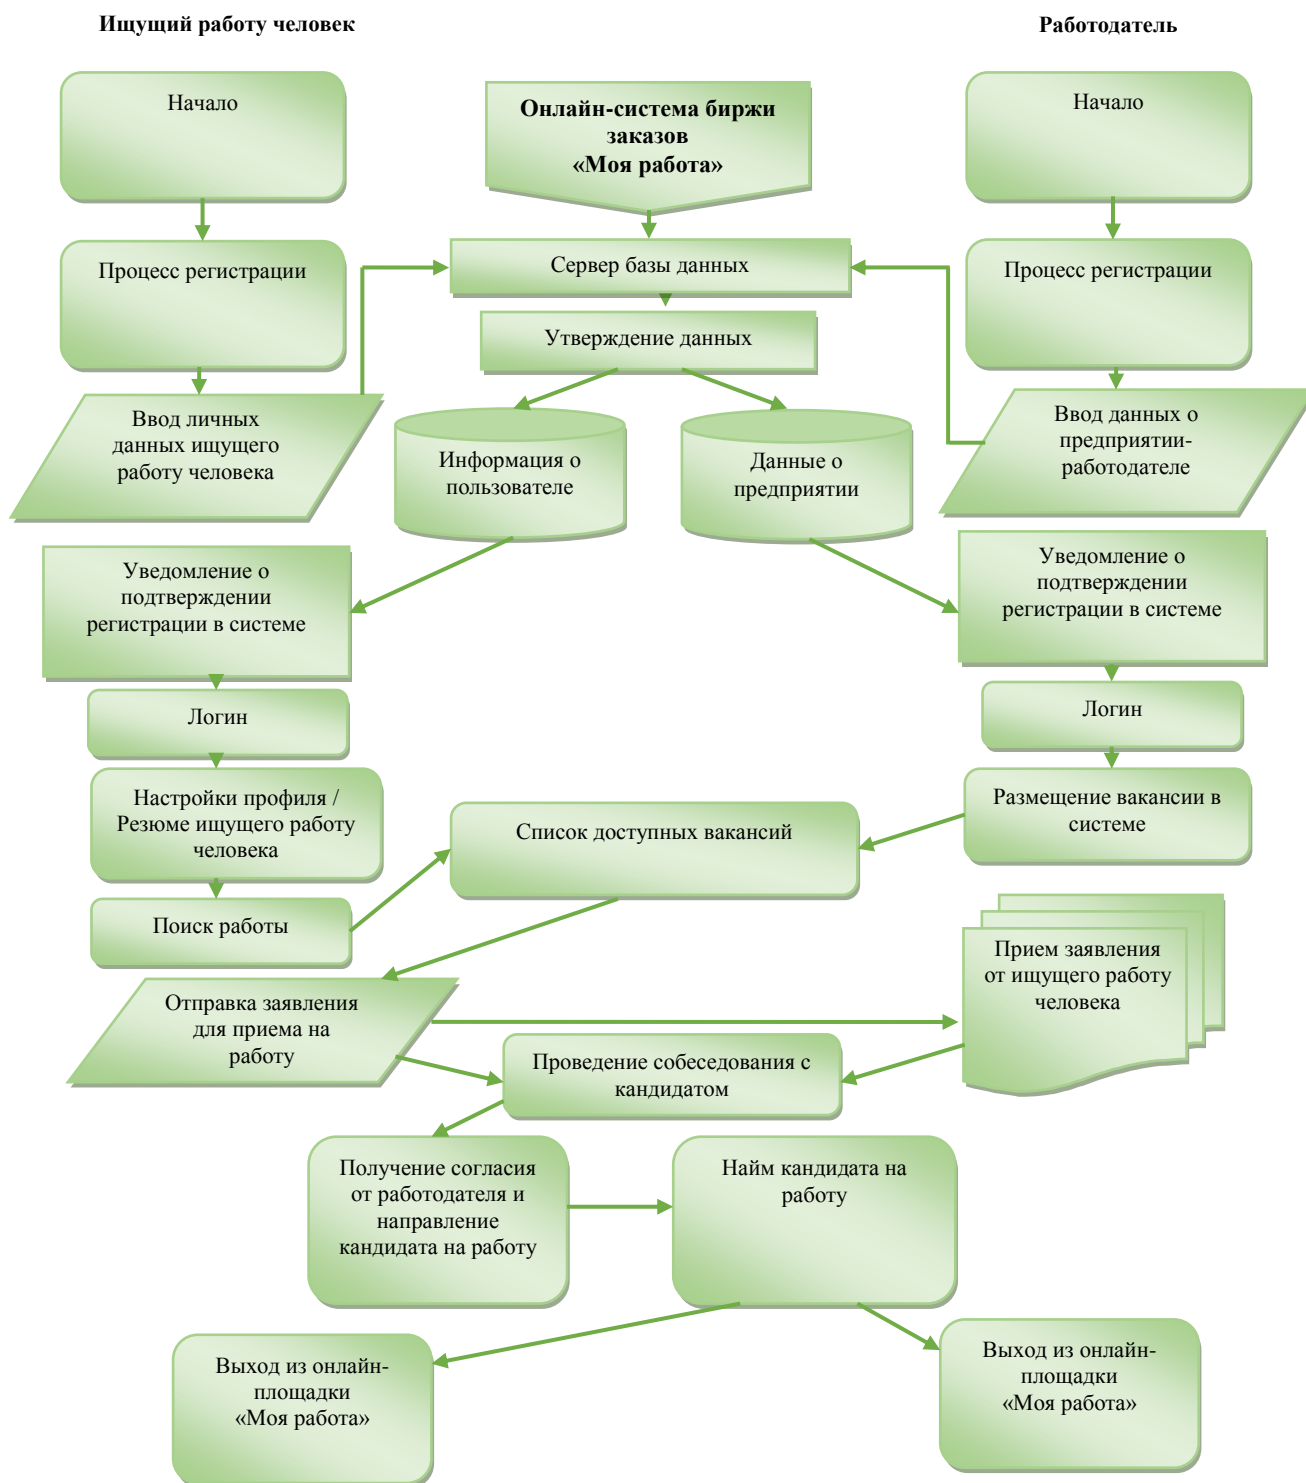 Ищущий работу человек
Работодатель
Начало
Онлайн-система биржи
заказов
«Моя работа»
Начало
Процесс регистрации
Сервер базы данных
Процесс регистрации
Утверждение данных
Ввод личных
данных ищущего
работу человека
Информация о
пользователе
Данные о
предприятии
Ввод данных о
предприятии-
работодателе
Уведомление о
подтверждении
регистрации в системе
Уведомление о
подтверждении
регистрации в системе
Логин
Логин
Настройки профиля /
Резюме ищущего работу
человека
Список доступных вакансий
Размещение вакансии в
системе
Поиск работы
Отправка заявления
для приема на
работу
Прием заявления
от ищущего работу
человека
Проведение собеседования с
кандидатом
Получение согласия
от работодателя и
направление
кандидата на работу
Найм кандидата на
работу
Выход из онлайн-
площадки
«Моя работа»
Выход из онлайн-
площадки
«Моя работа»